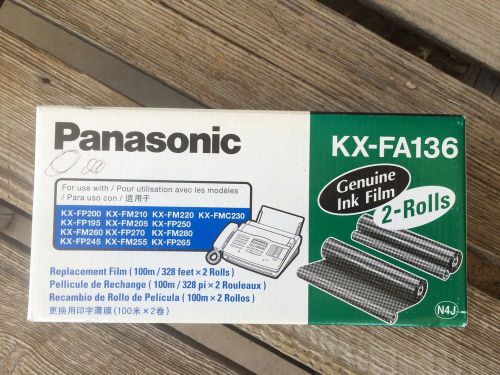 Panasonic
KX-FA136
Genuine
Ink Film
2-Rolls
For use with / Pour utilisation avec les modèles
/ Para uso con / 适用于
KX-FP200 KX-FM210 KX-FM220 KX-FMC230
KX-FP195 KX-FM205 KX-FP250
KX-FM260 KX-FP270 KX-FM280
KX-FP245 KX-FM255 KX-FP265
Replacement Film (100m / 328 feet × 2 Rolls)
Pellicule de Rechange (100m / 328 pi × 2 Rouleaux)
Recambio de Rollo de Película (100m × 2 Rollos)
更换用印字薄膜(100米×2卷)
N4J